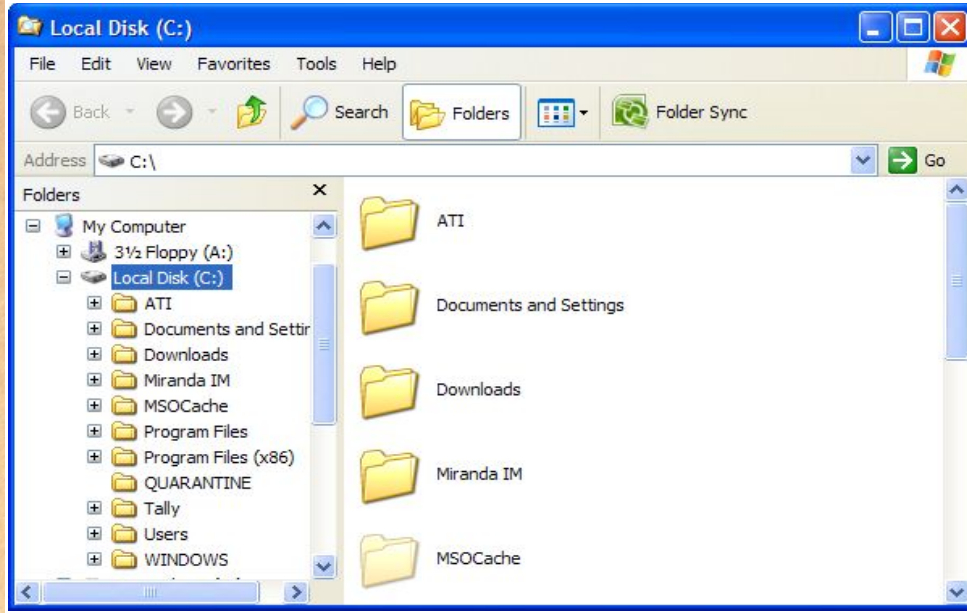 Local Disk (C:)
File Edit View Favorites Tools Help
Back Search Folders Folder Sync
Address C:\ Go
Folders
My Computer
3½ Floppy (A:)
Local Disk (C:)
ATI
Documents and Settin
Downloads
Miranda IM
MSOCache
Program Files
Program Files (x86)
QUARANTINE
Tally
Users
WINDOWS
ATI
Documents and Settings
Downloads
Miranda IM
MSOCache